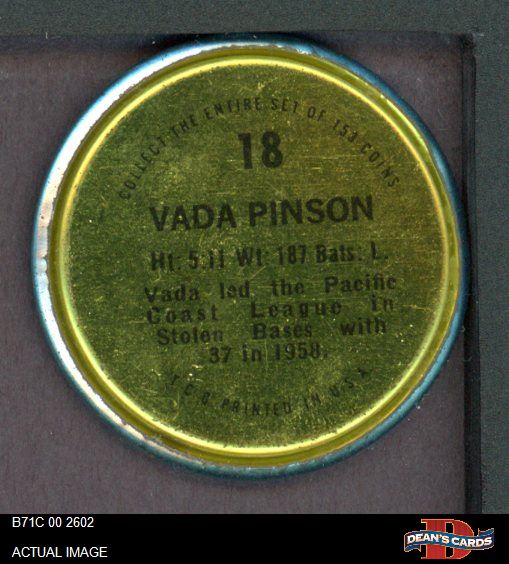 COLLECT THE ENTIRE SET OF 153 COINS
18
VADA PINSON
Ht: 5.11 Wt: 187 Bats: L.
Vada led the Pacific
Coast League in
Stolen Bases with
37 in 1958.
T.C.G. PRINTED IN U.S.A.
B71C 00 2602
ACTUAL IMAGE
D
DEAN'S CARDS